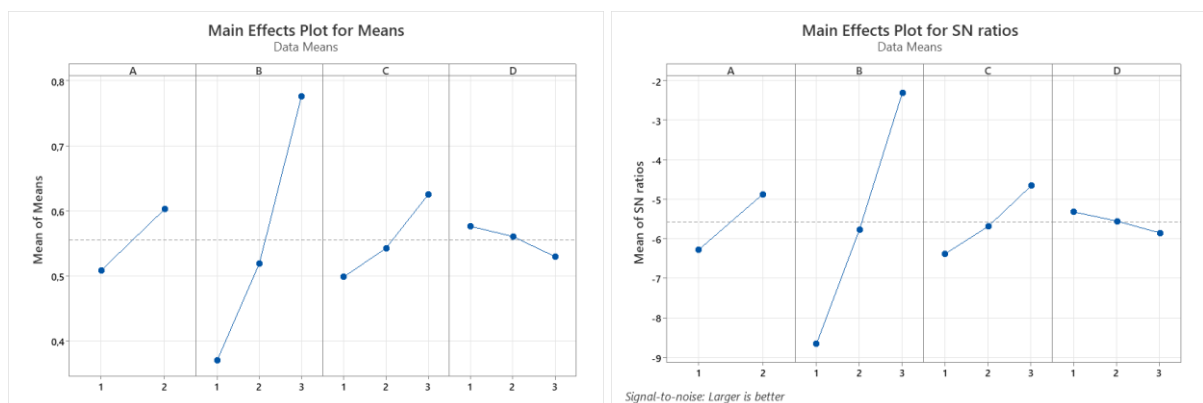 Main Effects Plot for Means
Data Means
A B C D
0,8
0,7
0,6
0,5
0,4
Mean of Means
1 2 1 2 3 1 2 3 1 2 3
Main Effects Plot for SN ratios
Data Means
A B C D
-2
-3
-4
-5
-6
-7
-8
-9
Mean of SN ratios
1 2 1 2 3 1 2 3 1 2 3
Signal-to-noise: Larger is better